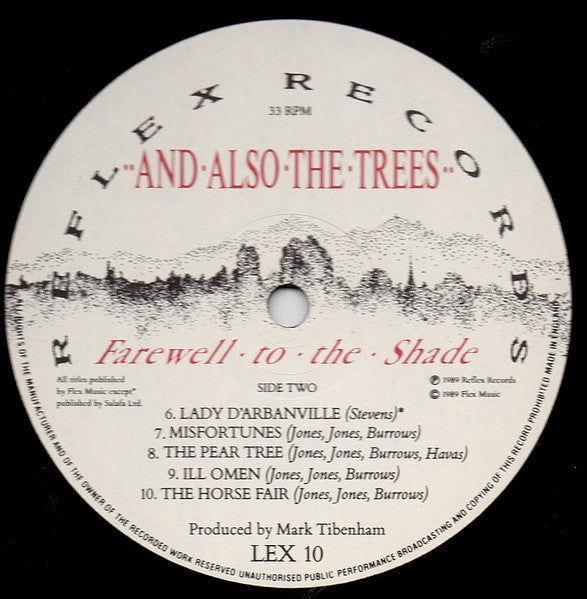 REFLEX RECORDS
33 RPM
··AND·ALSO·THE·TREES··
Farewell · to · the · Shade
All titles published
by Flex Music except*
published by Salafa Ltd.
SIDE TWO
℗ 1989 Reflex Records
© 1989 Flex Music
6. LADY D'ARBANVILLE (Stevens)*
7. MISFORTUNES (Jones, Jones, Burrows)
8. THE PEAR TREE (Jones, Jones, Burrows, Havas)
9. ILL OMEN (Jones, Jones, Burrows)
10. THE HORSE FAIR (Jones, Jones, Burrows)
Produced by Mark Tibenham
LEX 10
ALL RIGHTS OF THE MANUFACTURER AND OF THE OWNER OF THE RECORDED WORK RESERVED UNAUTHORISED PUBLIC PERFORMANCE BROADCASTING AND COPYING OF THIS RECORD PROHIBITED MADE IN ENGLAND